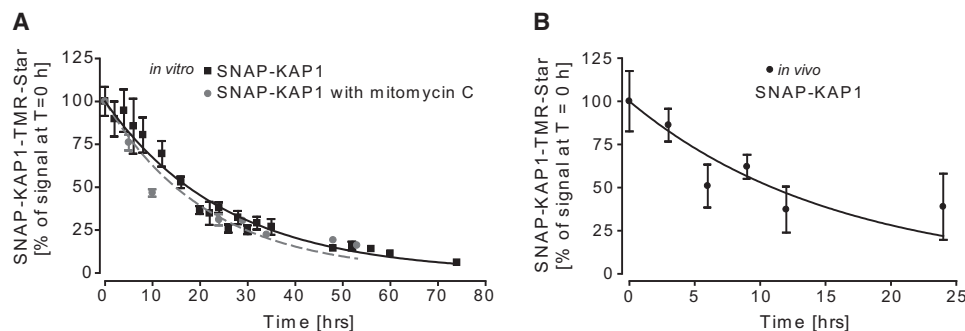 A
SNAP-KAP1-TMR-Star
[% of signal at T=0 h]
125
100
75
50
25
0
in vitro SNAP-KAP1
SNAP-KAP1 with mitomycin C
0 10 20 30 40 50 60 70 80
Time [hrs]
B
SNAP-KAP1-TMR-Star
[% of signal at T = 0 h]
125
100
75
50
25
0
in vivo
SNAP-KAP1
0 5 10 15 20 25
Time [hrs]